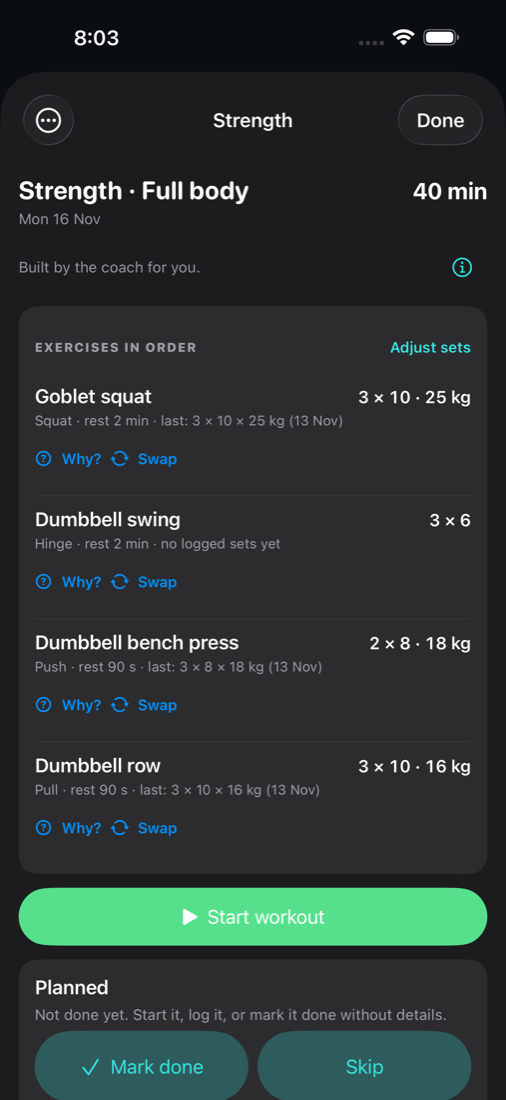 8:03
Strength
Done
Strength · Full body
40 min
Mon 16 Nov
Built by the coach for you.
EXERCISES IN ORDER
Adjust sets
Goblet squat
3 × 10 · 25 kg
Squat · rest 2 min · last: 3 × 10 × 25 kg (13 Nov)
Why? Swap
Dumbbell swing
3 × 6
Hinge · rest 2 min · no logged sets yet
Why? Swap
Dumbbell bench press
2 × 8 · 18 kg
Push · rest 90 s · last: 3 × 8 × 18 kg (13 Nov)
Why? Swap
Dumbbell row
3 × 10 · 16 kg
Pull · rest 90 s · last: 3 × 10 × 16 kg (13 Nov)
Why? Swap
Start workout
Planned
Not done yet. Start it, log it, or mark it done without details.
Mark done
Skip